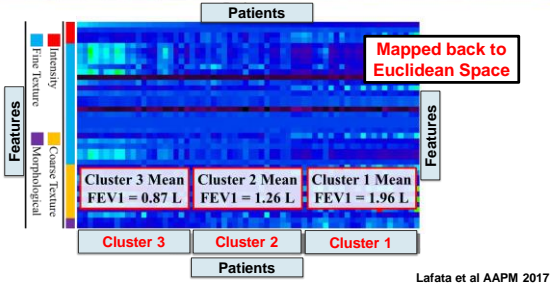 Patients
Features
Fine Texture
Intensity
Morphological
Coarse Texture
Mapped back to
Euclidean Space
Features
Cluster 3 Mean
FEV1 = 0.87 L
Cluster 2 Mean
FEV1 = 1.26 L
Cluster 1 Mean
FEV1 = 1.96 L
Cluster 3
Cluster 2
Cluster 1
Patients
Lafata et al AAPM 2017